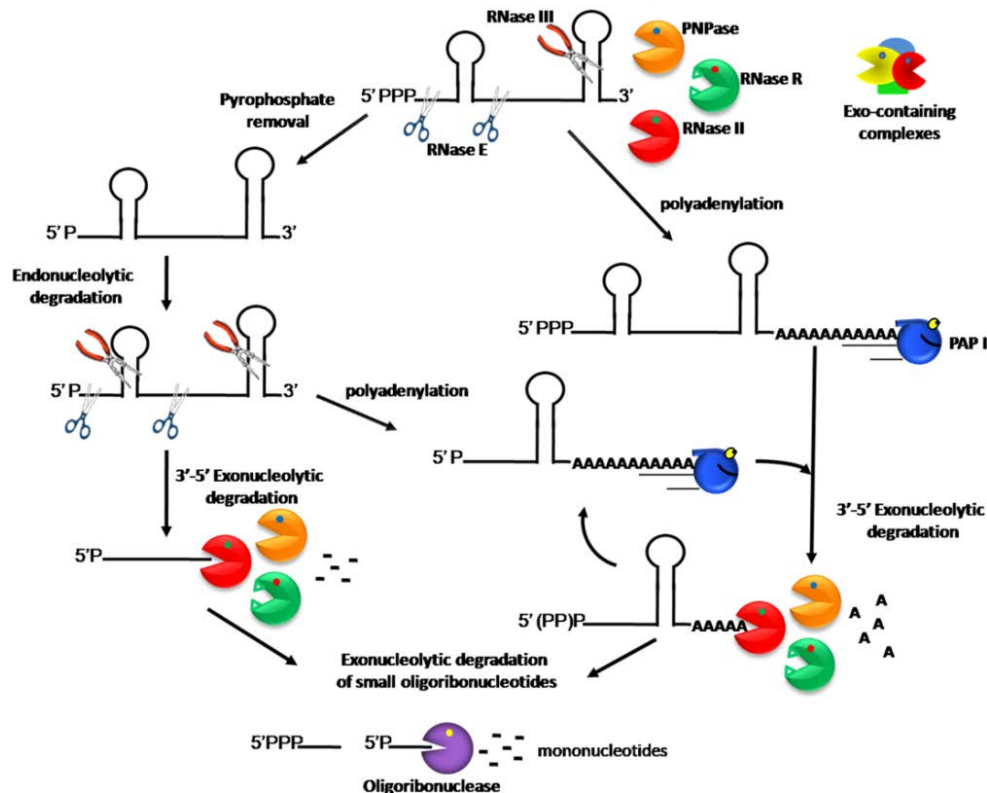 RNase III
PNPase
RNase R
5' PPP
3'
Pyrophosphate
removal
RNase E
RNase II
Exo-containing
complexes
polyadenylation
5' P
3'
Endonucleolytic
degradation
5' PPP
AAAAAAAAAAA
PAP I
5' P
3'
polyadenylation
5' P
AAAAAAAAAAA
3'-5' Exonucleolytic
degradation
3'-5' Exonucleolytic
degradation
5'P
5' (PP)P
AAAAA
A
A
A
A
A
Exonucleolytic degradation
of small oligoribonucleotides
5'PPP
5'P
mononucleotides
Oligoribonuclease